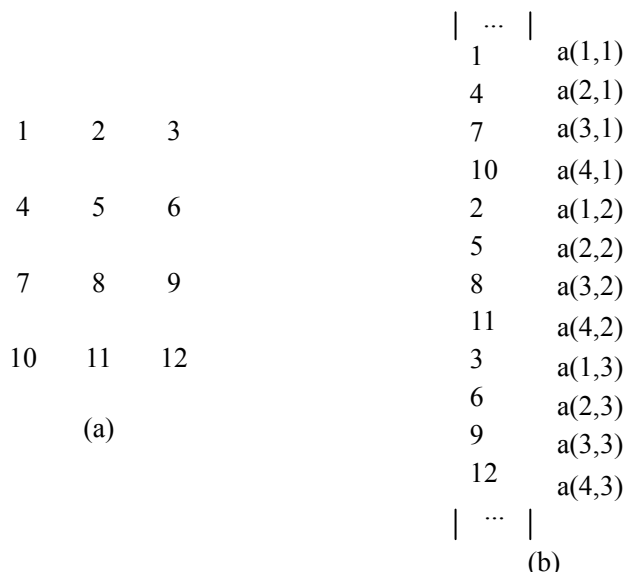 1 2 3
4 5 6
7 8 9
10 11 12
(a)
| ... |
1 a(1,1)
4 a(2,1)
7 a(3,1)
10 a(4,1)
2 a(1,2)
5 a(2,2)
8 a(3,2)
11 a(4,2)
3 a(1,3)
6 a(2,3)
9 a(3,3)
12 a(4,3)
| ... |
(b)